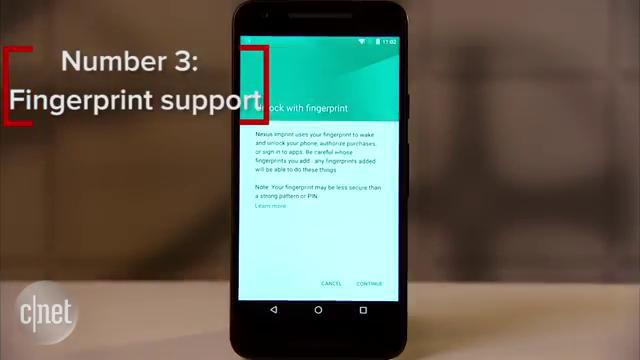 Number 3:
Fingerprint support
11:02
Unlock with fingerprint
Nexus Imprint uses your fingerprint to wake
and unlock your phone, authorize purchases,
or sign in to apps. Be careful whose
fingerprints you add - any fingerprints added
will be able to do these things.
Note: Your fingerprint may be less secure than
a strong pattern or PIN.
Learn more
CANCEL CONTINUE
c|net